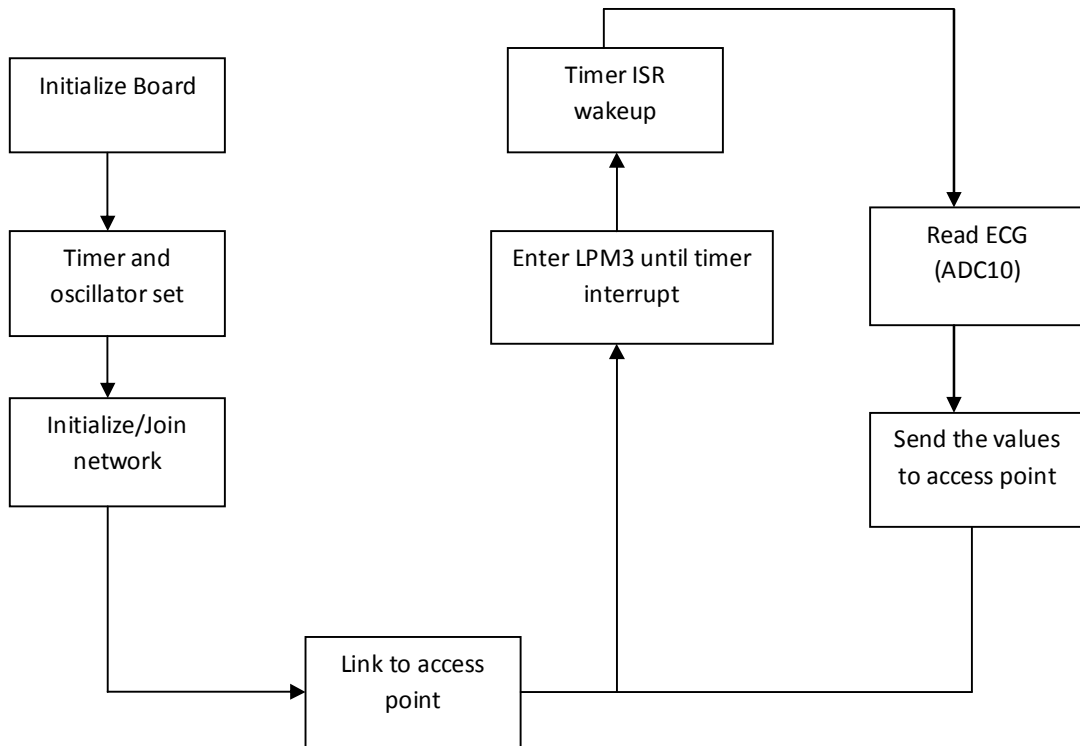 Initialize Board
Timer and
oscillator set
Initialize/Join
network
Link to access
point
Enter LPM3 until timer
interrupt
Timer ISR
wakeup
Read ECG
(ADC10)
Send the values
to access point